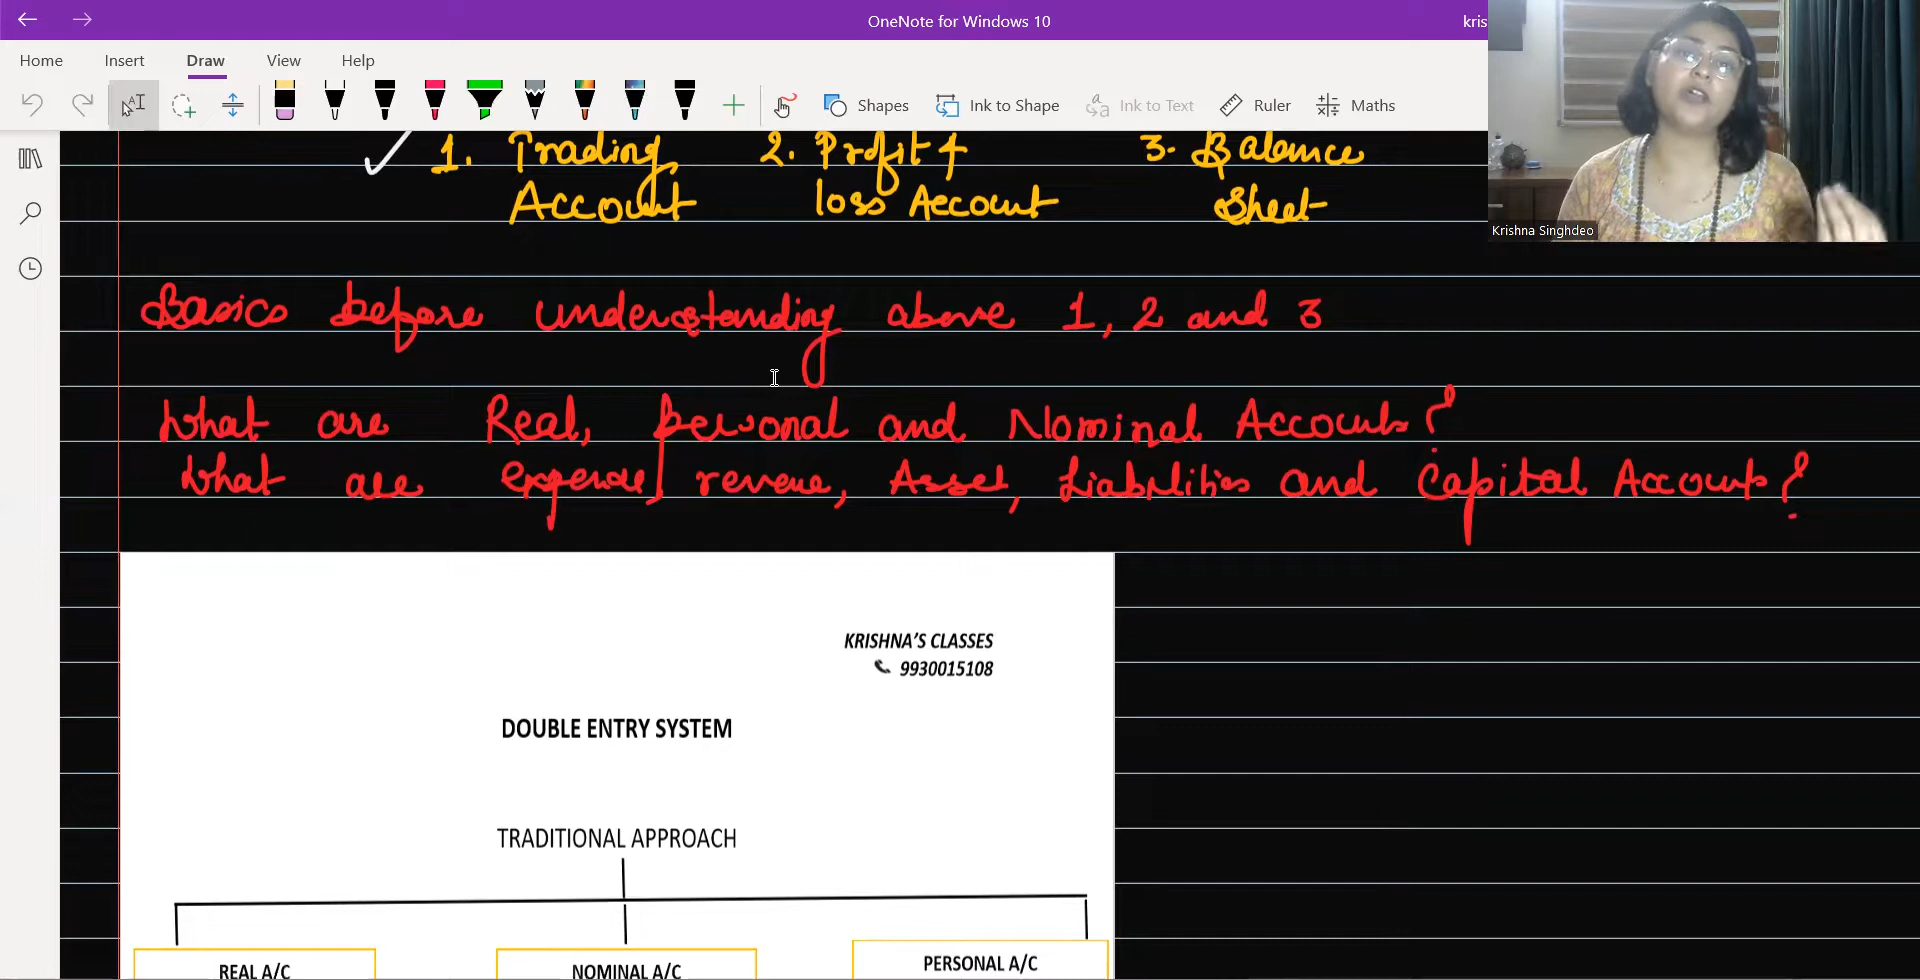 OneNote for Windows 10
kris
Home Insert Draw View Help
Shapes Ink to Shape Ink to Text Ruler Maths
1. Trading 2. Profit & 3. Balance
Account loss Account Sheet
Krishna Singhdeo
Basics before understanding above 1, 2 and 3
What are Real, Personal and Nominal Accounts?
What are expense, revenue, Asset, Liabilities and Capital Accounts?
KRISHNA'S CLASSES
9930015108
DOUBLE ENTRY SYSTEM
TRADITIONAL APPROACH
REAL A/C NOMINAL A/C PERSONAL A/C